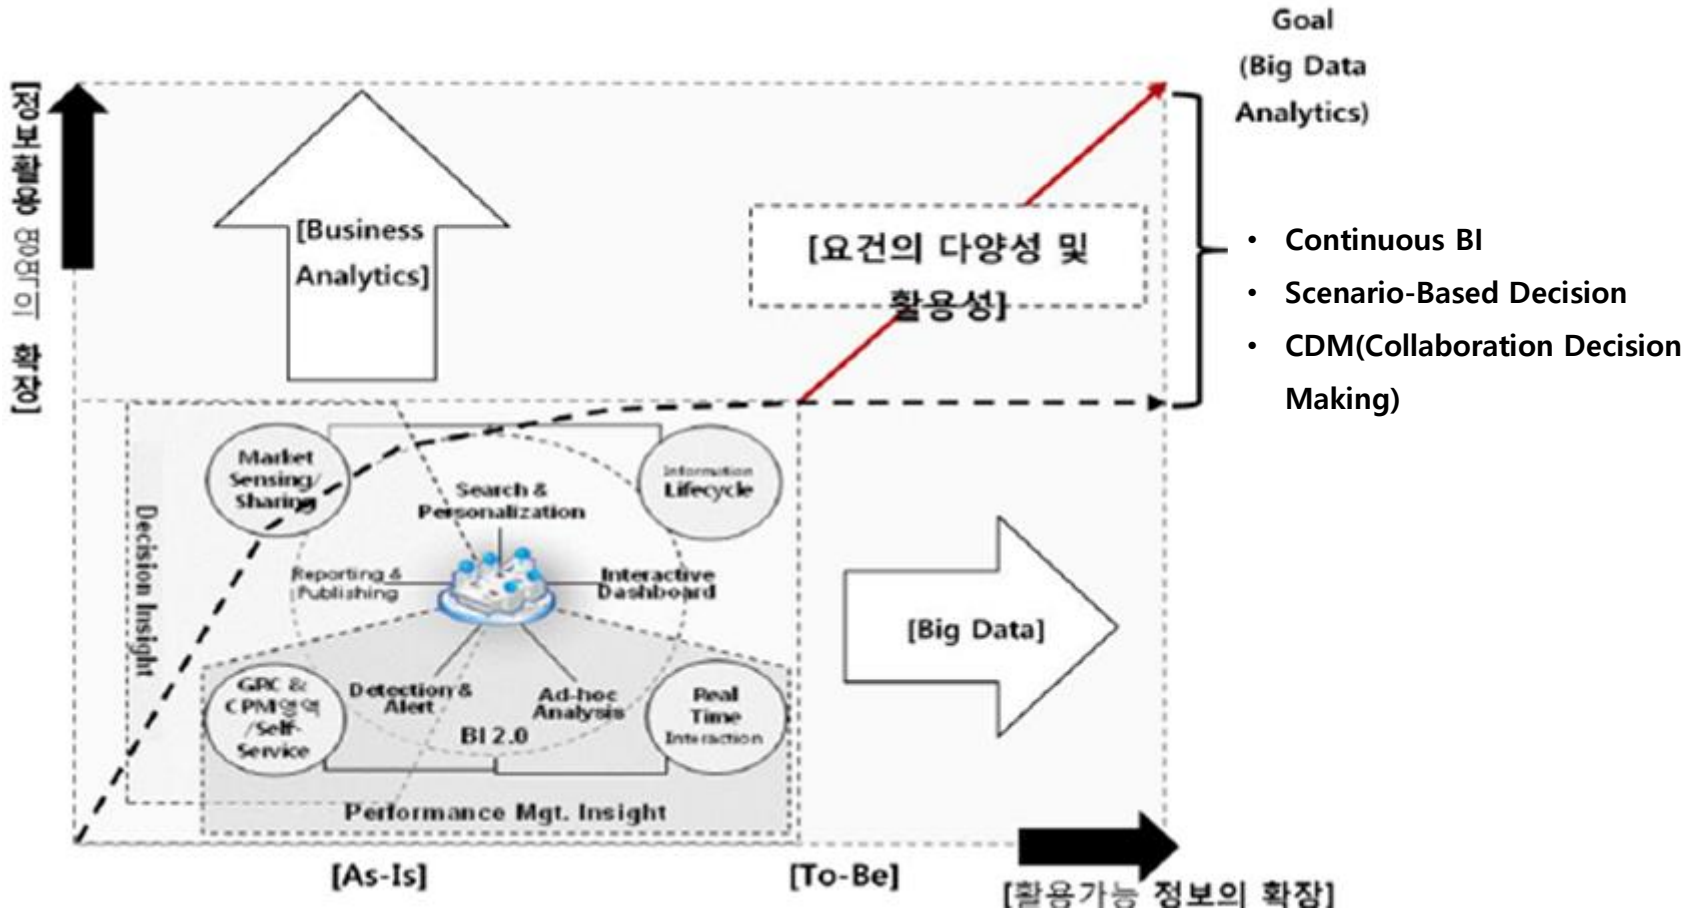 Goal
(Big Data
Analytics)
[정보활용 영역의 확장]
[Business
Analytics]
[요건의 다양성 및
활용성]
• Continuous BI
• Scenario-Based Decision
• CDM(Collaboration Decision
Making)
Market
Sensing/
Sharing
Information
Lifecycle
Search &
Personalization
Decision Insight
Reporting &
Publishing
Interactive
Dashboard
[Big Data]
GRC &
CPM영역
/Self-
Service
Detection &
Alert
Ad-hoc
Analysis
Real
Time
Interaction
BI 2.0
Performance Mgt. Insight
[As-Is]
[To-Be]
[활용가능 정보의 확장]